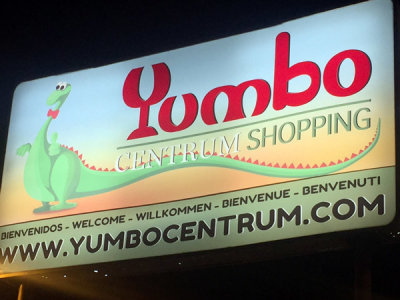 Yumbo
CENTRUM SHOPPING
BIENVENIDOS - WELCOME - WILLKOMMEN - BIENVENUE - BENVENUTI
WWW.YUMBOCENTRUM.COM